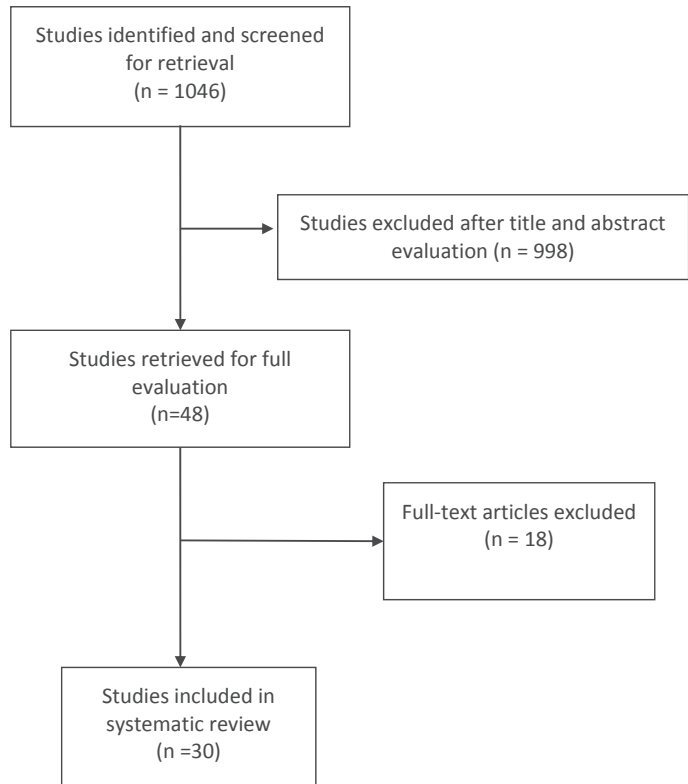 Studies identified and screened
for retrieval
(n = 1046)
Studies excluded after title and abstract
evaluation (n = 998)
Studies retrieved for full
evaluation
(n=48)
Full-text articles excluded
(n = 18)
Studies included in
systematic review
(n =30)